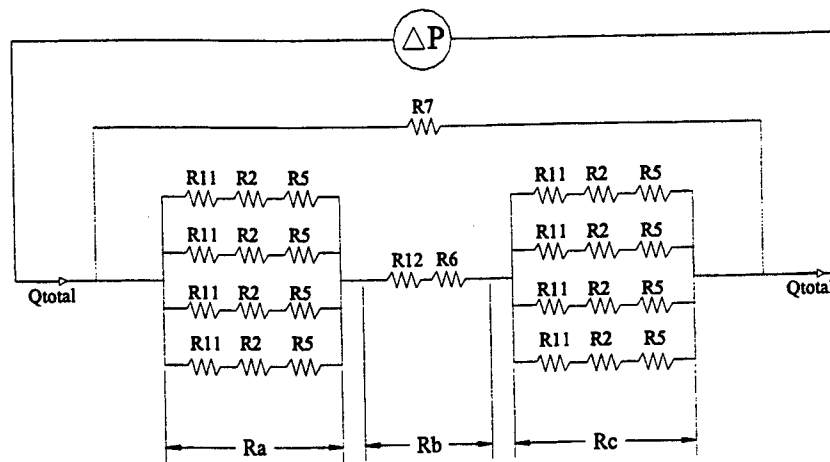 △P
R7
R11 R2 R5
R11 R2 R5
R11 R2 R5
R11 R2 R5
R12 R6
R11 R2 R5
R11 R2 R5
R11 R2 R5
R11 R2 R5
Qtotal
Qtotal
Ra
Rb
Rc